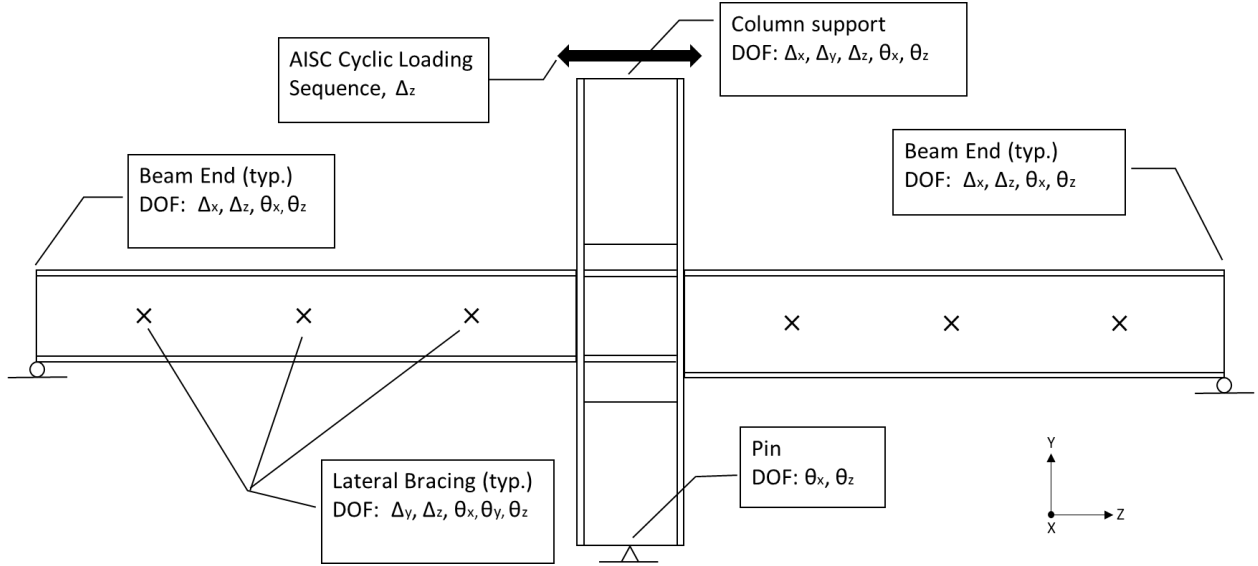 AISC Cyclic Loading
Sequence, Δz
Column support
DOF: Δx, Δy, Δz, θx, θz
Beam End (typ.)
DOF: Δx, Δz, θx, θz
Beam End (typ.)
DOF: Δx, Δz, θx, θz
Lateral Bracing (typ.)
DOF: Δy, Δz, θx, θy, θz
Pin
DOF: θx, θz
Y
X
Z